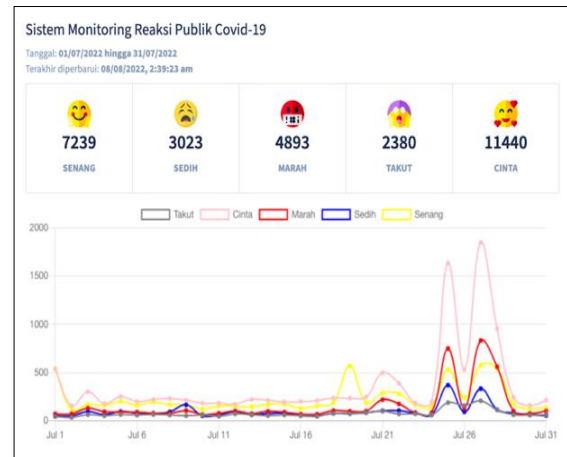 Sistem Monitoring Reaksi Publik Covid-19
Tanggal: 01/07/2022 hingga 31/07/2022
Terakhir diperbarui: 08/08/2022, 2:39:23 am
7239 3023 4893 2380 11440
SENANG SEDIH MARAH TAKUT CINTA
Takut Cinta Marah Sedih Senang
2000
1500
1000
500
0
Jul 1 Jul 6 Jul 11 Jul 16 Jul 21 Jul 26 Jul 31